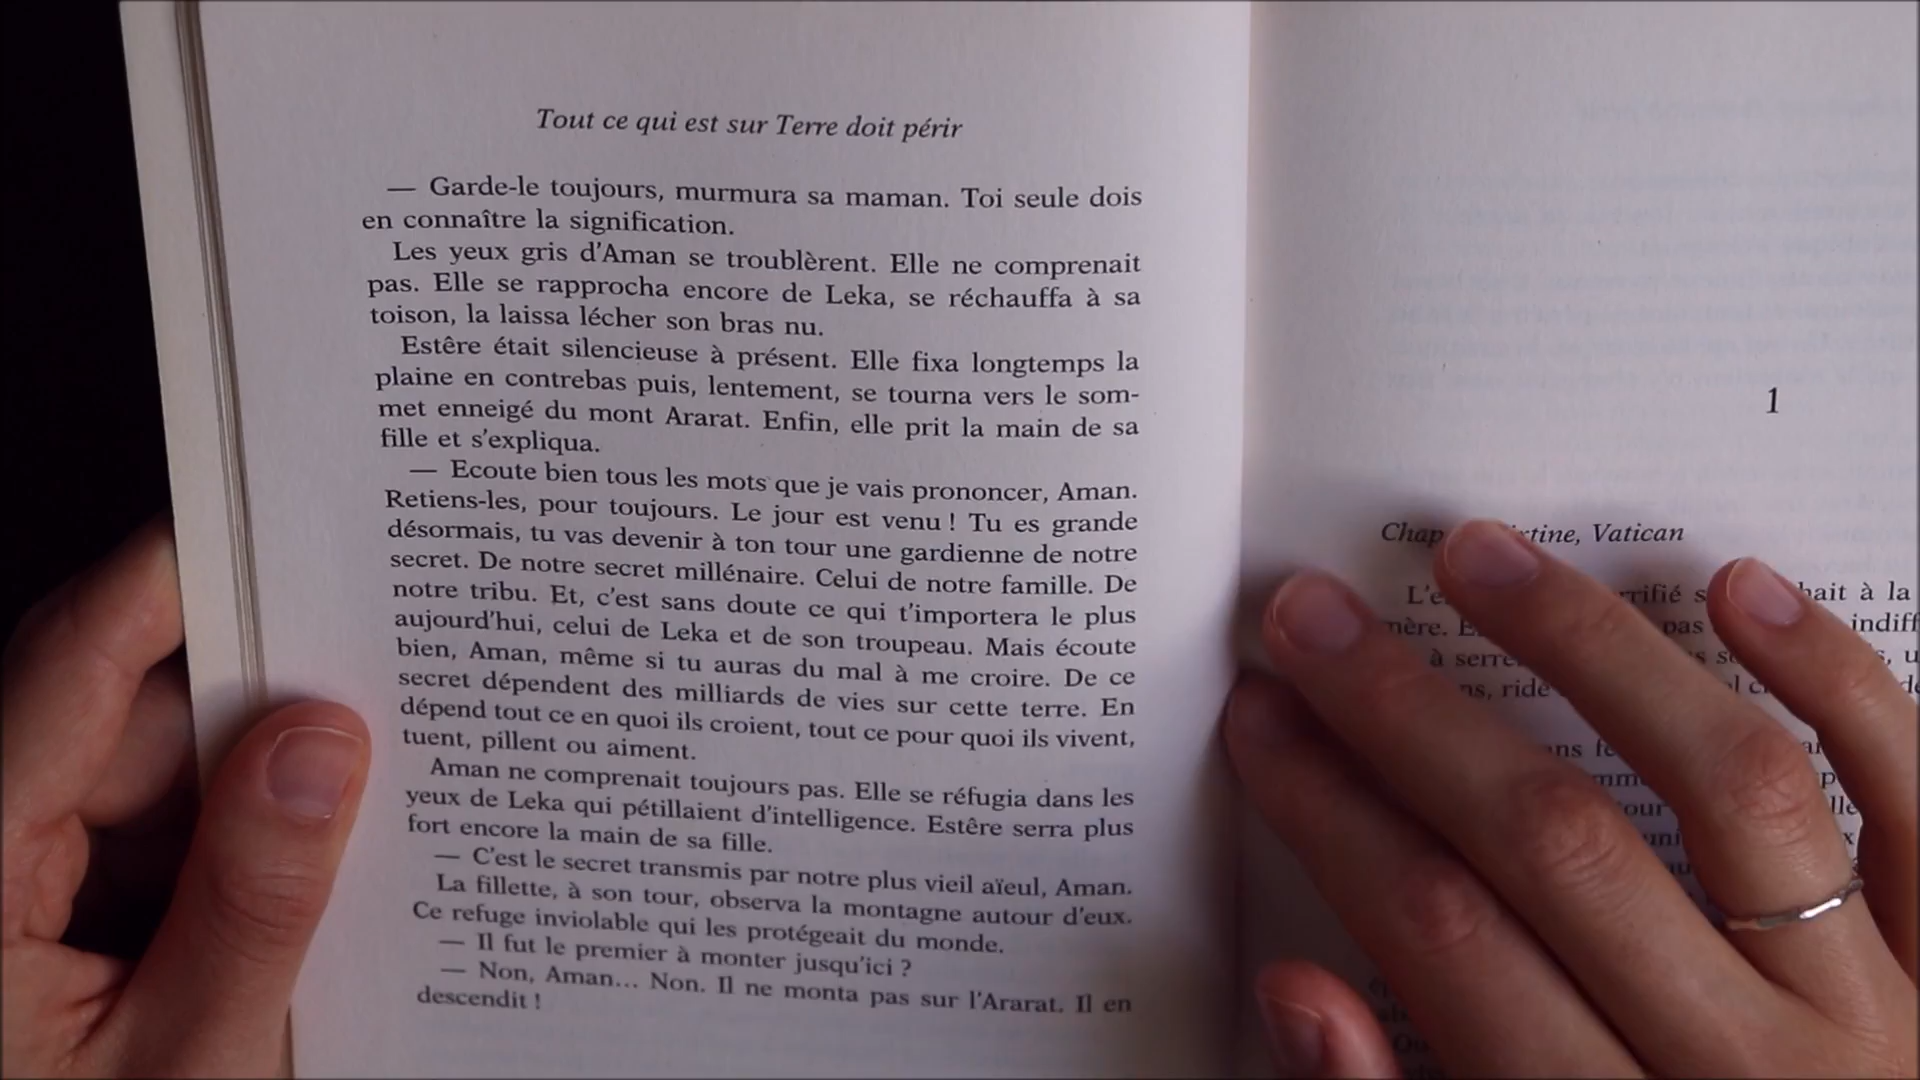 Tout ce qui est sur Terre doit périr
— Garde-le toujours, murmura sa maman. Toi seule dois
en connaître la signification.
Les yeux gris d'Aman se troublèrent. Elle ne comprenait
pas. Elle se rapprocha encore de Leka, se réchauffa à sa
toison, la laissa lécher son bras nu.
Estêre était silencieuse à présent. Elle fixa longtemps la
plaine en contrebas puis, lentement, se tourna vers le som-
met enneigé du mont Ararat. Enfin, elle prit la main de sa
fille et s'expliqua.
— Ecoute bien tous les mots que je vais prononcer, Aman.
Retiens-les, pour toujours. Le jour est venu ! Tu es grande
désormais, tu vas devenir à ton tour une gardienne de notre
secret. De notre secret millénaire. Celui de notre famille. De
notre tribu. Et, c'est sans doute ce qui t'importera le plus
aujourd'hui, celui de Leka et de son troupeau. Mais écoute
bien, Aman, même si tu auras du mal à me croire. De ce
secret dépendent des milliards de vies sur cette terre. En
dépend tout ce en quoi ils croient, tout ce pour quoi ils vivent,
tuent, pillent ou aiment.
Aman ne comprenait toujours pas. Elle se réfugia dans les
yeux de Leka qui pétillaient d'intelligence. Estêre serra plus
fort encore la main de sa fille.
— C'est le secret transmis par notre plus vieil aïeul, Aman.
La fillette, à son tour, observa la montagne autour d'eux.
Ce refuge inviolable qui les protégeait du monde.
— Il fut le premier à monter jusqu'ici ?
— Non, Aman... Non. Il ne monta pas sur l'Ararat. Il en
descendit !
1
Vatican
à la
pas
à